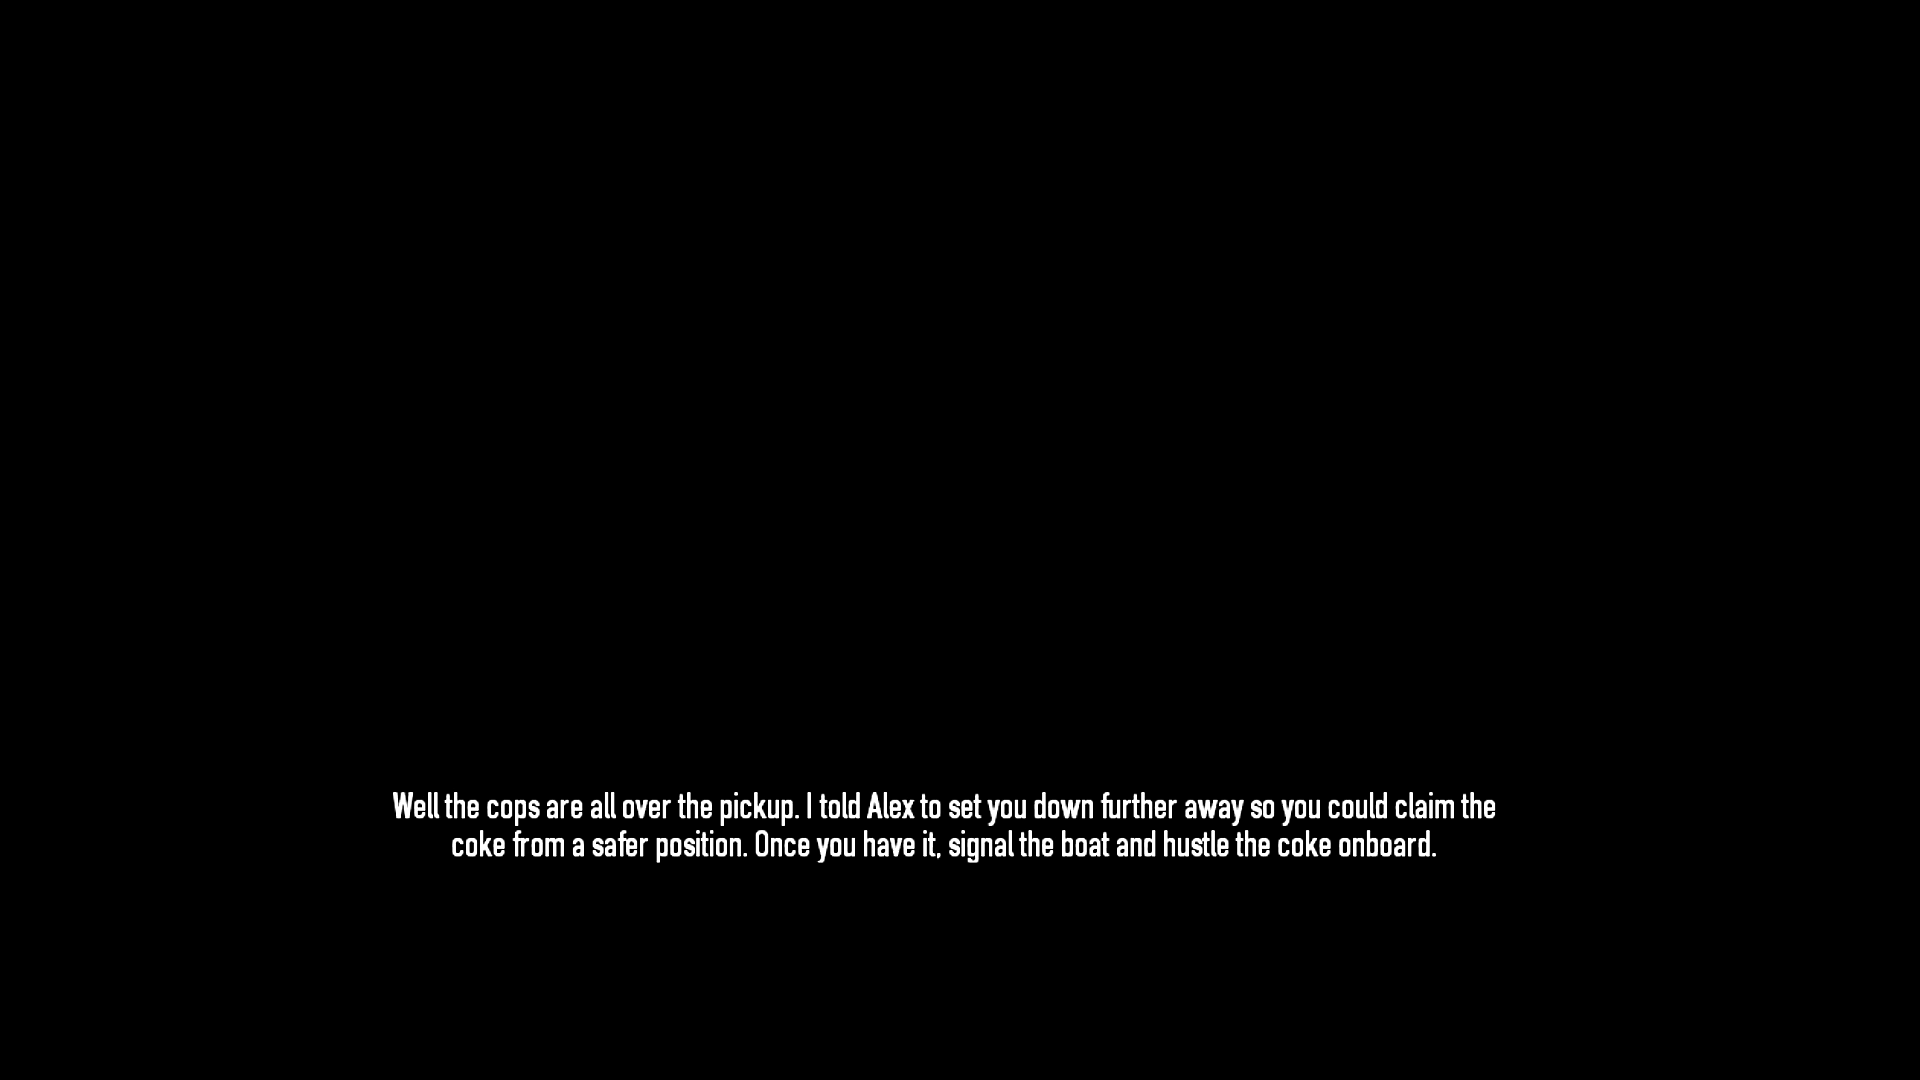 Well the cops are all over the pickup. I told Alex to set you down further away so you could claim the
coke from a safer position. Once you have it, signal the boat and hustle the coke onboard.